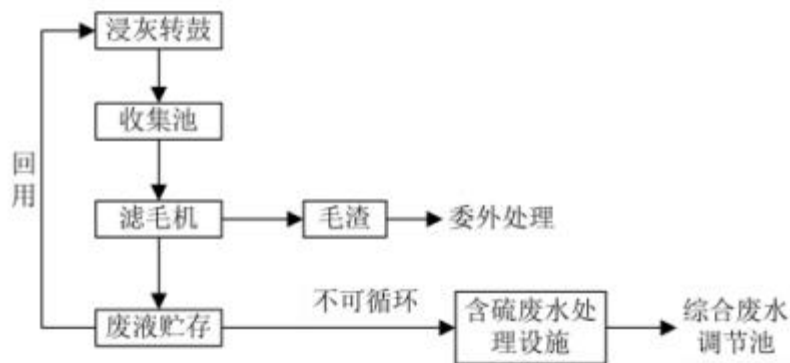 浸灰转鼓
收集池
回
用
滤毛机
毛渣
委外处理
废液贮存
不可循环
含硫废水处
理设施
综合废水
调节池